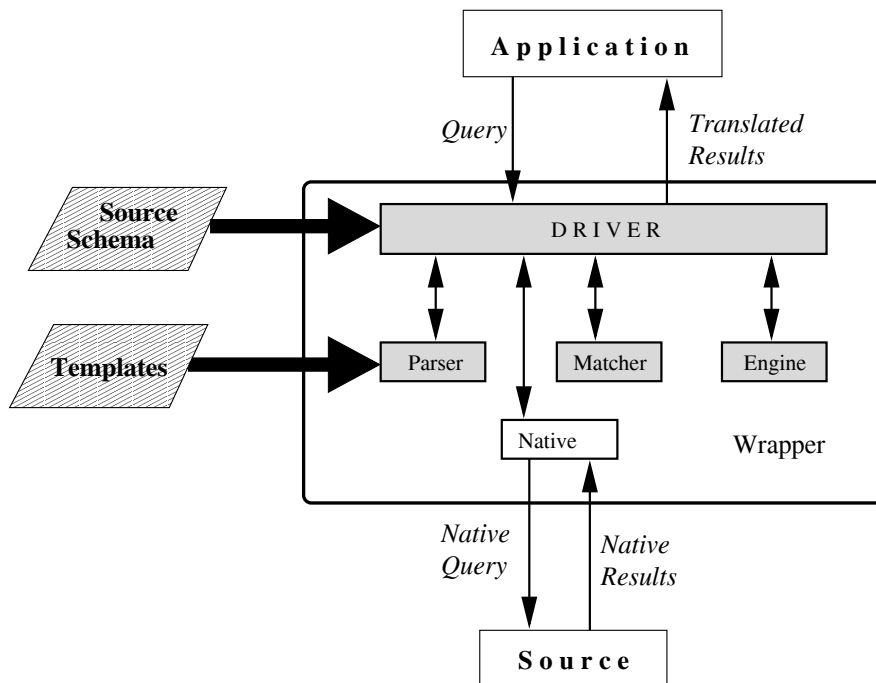 Application
Query
Translated
Results
Source
Schema
DRIVER
Templates
Parser
Matcher
Engine
Native
Wrapper
Native
Query
Native
Results
Source